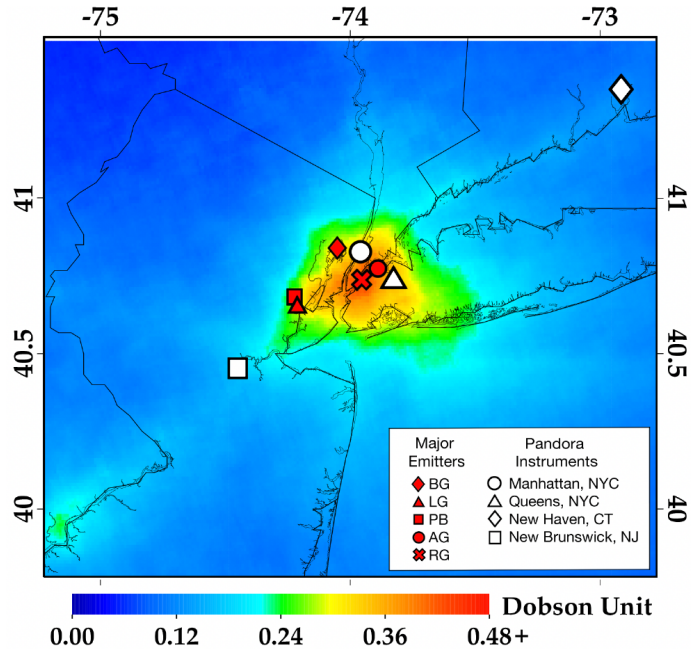 -75 -74 -73
41 41
40.5 40.5
40 40
Major
Emitters
BG
LG
PB
AG
RG
Pandora
Instruments
Manhattan, NYC
Queens, NYC
New Haven, CT
New Brunswick, NJ
Dobson Unit
0.00 0.12 0.24 0.36 0.48+